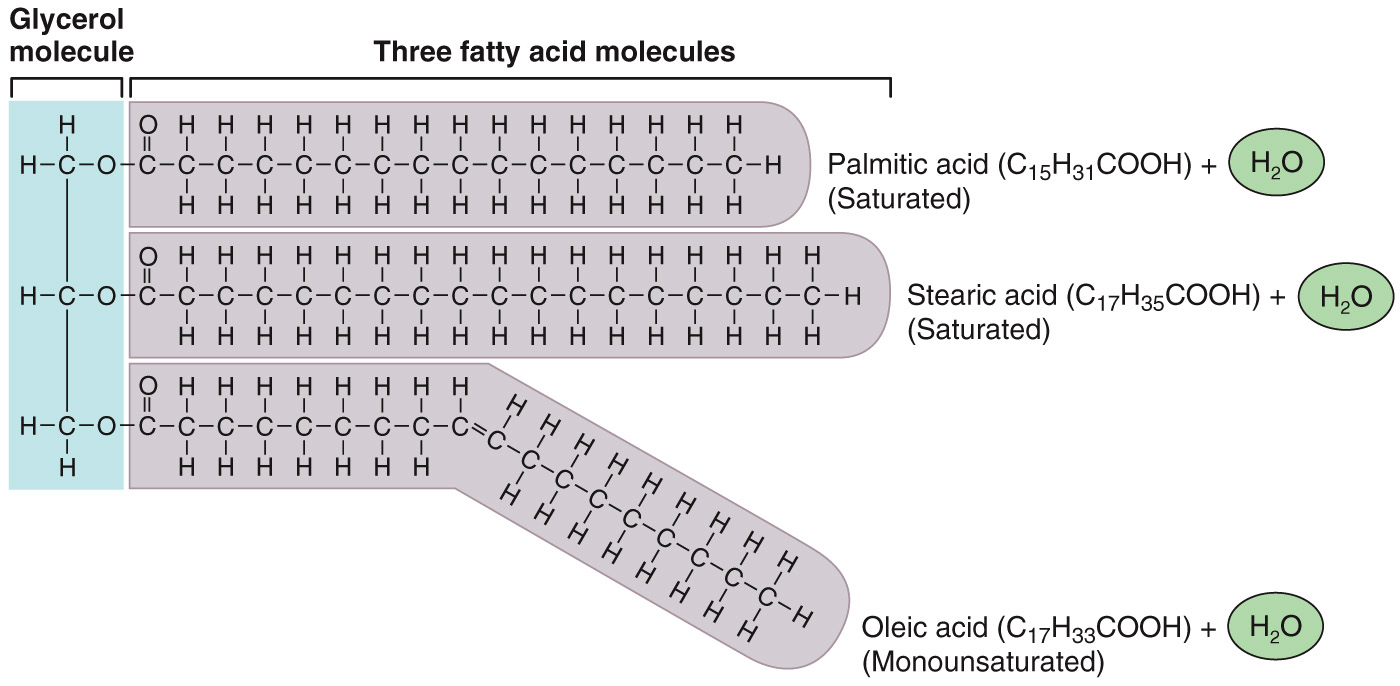 Glycerol
molecule
Three fatty acid molecules
H O H H H H H H H H H H H H H H H
H–C–O–C–C–C–C–C–C–C–C–C–C–C–C–C–C–C–H
H H H H H H H H H H H H H H H
Palmitic acid (C₁₅H₃₁COOH) + H₂O
(Saturated)
O H H H H H H H H H H H H H H H H H
H–C–O–C–C–C–C–C–C–C–C–C–C–C–C–C–C–C–C–C–H
H H H H H H H H H H H H H H H H H
Stearic acid (C₁₇H₃₅COOH) + H₂O
(Saturated)
O H H H H H H H H
H–C–O–C–C–C–C–C–C–C–C=C–C–C–C–C–C–C–C–C–H
H H H H H H H H
H H H H H H H H H
H H H H H H H H
Oleic acid (C₁₇H₃₃COOH) + H₂O
(Monounsaturated)